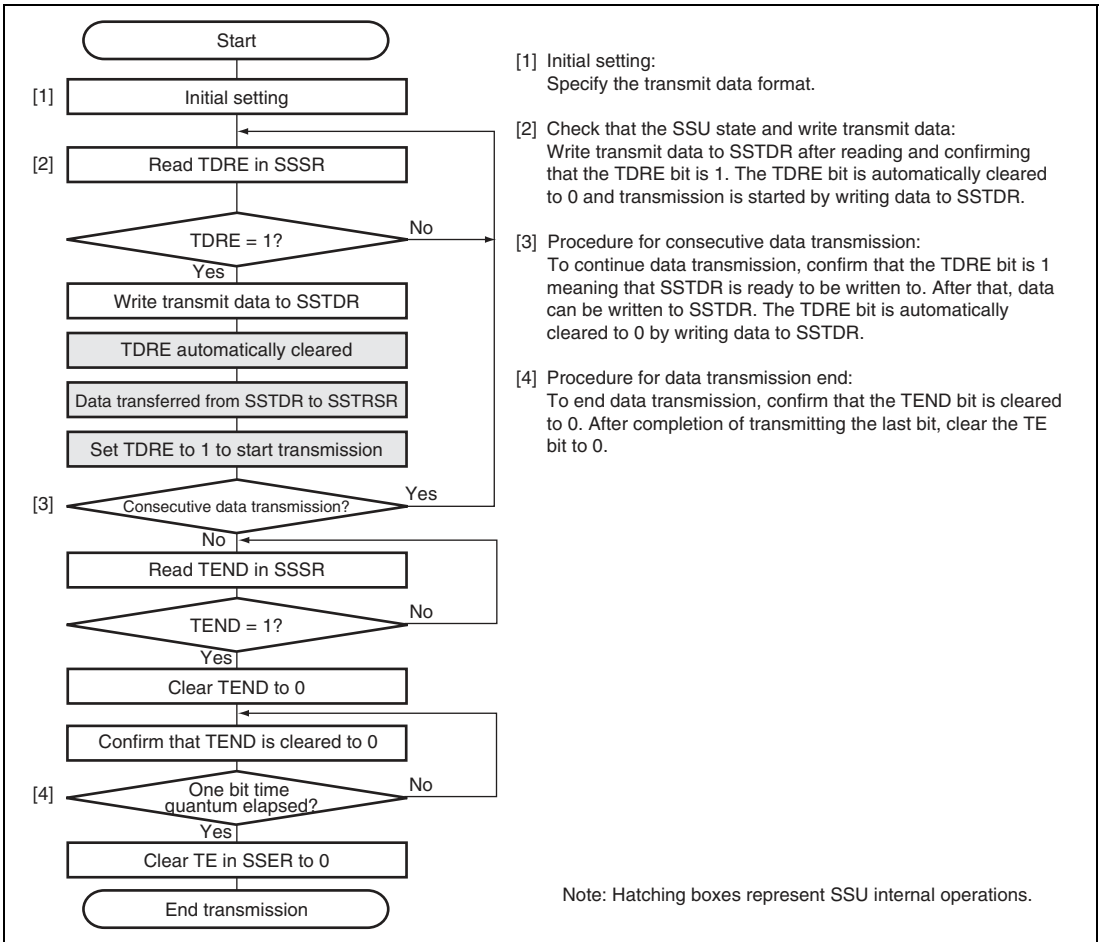 Start
[1] Initial setting
[2] Read TDRE in SSSR
TDRE = 1?
No
Yes
Write transmit data to SSTDR
TDRE automatically cleared
Data transferred from SSTDR to SSTRSR
Set TDRE to 1 to start transmission
[3] Consecutive data transmission?
Yes
No
Read TEND in SSSR
TEND = 1?
No
Yes
Clear TEND to 0
Confirm that TEND is cleared to 0
[4] One bit time
quantum elapsed?
No
Yes
Clear TE in SSER to 0
End transmission
[1] Initial setting:
Specify the transmit data format.
[2] Check that the SSU state and write transmit data:
Write transmit data to SSTDR after reading and confirming
that the TDRE bit is 1. The TDRE bit is automatically cleared
to 0 and transmission is started by writing data to SSTDR.
[3] Procedure for consecutive data transmission:
To continue data transmission, confirm that the TDRE bit is 1
meaning that SSTDR is ready to be written to. After that, data
can be written to SSTDR. The TDRE bit is automatically
cleared to 0 by writing data to SSTDR.
[4] Procedure for data transmission end:
To end data transmission, confirm that the TEND bit is cleared
to 0. After completion of transmitting the last bit, clear the TE
bit to 0.
Note: Hatching boxes represent SSU internal operations.